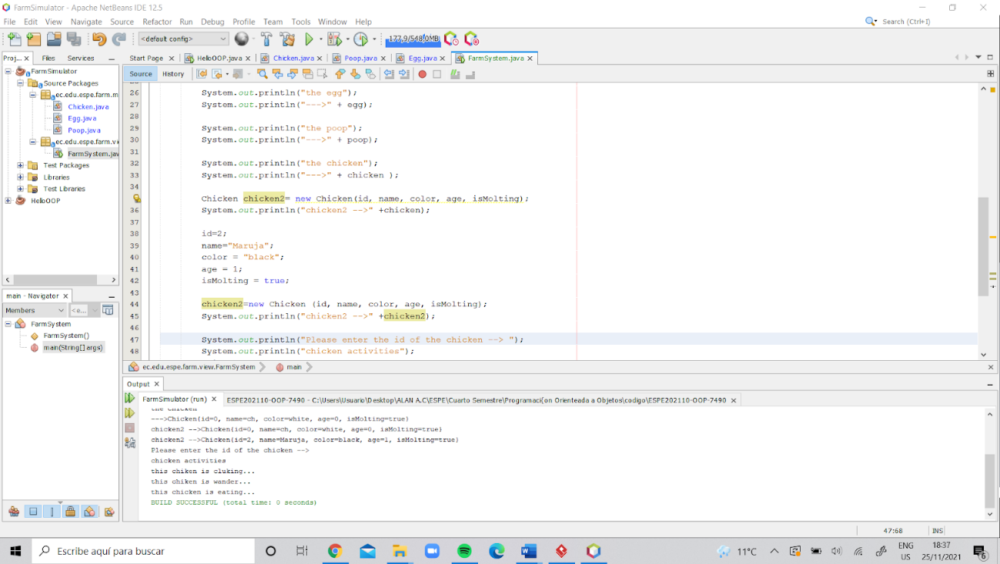 FarmSimulator - Apache NetBeans IDE 12.5
File Edit View Navigate Source Refactor Run Debug Profile Team Tools Window Help
Search (Ctrl+I)
<default config>
177,9/548,0MB
Proj... × Files Services
Start Page × HelloOOP.java × Chicken.java × Poop.java × Egg.java × FarmSystem.java ×
Source History
FarmSimulator
Source Packages
ec.edu.espe.farm.m
Chicken.java
Egg.java
Poop.java
ec.edu.espe.farm.vi
FarmSystem.jav
Test Packages
Libraries
Test Libraries
HelloOOP
26 System.out.println("the egg");
27 System.out.println("--->" + egg);
28
29 System.out.println("the poop");
30 System.out.println("--->" + poop);
31
32 System.out.println("the chicken");
33 System.out.println("--->" + chicken );
34
Chicken chicken2= new Chicken(id, name, color, age, isMolting);
36 System.out.println("chicken2 -->" +chicken);
37
38 id=2;
39 name="Maruja";
40 color = "black";
41 age = 1;
42 isMolting = true;
43
44 chicken2=new Chicken (id, name, color, age, isMolting);
45 System.out.println("chicken2 -->" +chicken2);
46
47 System.out.println("Please enter the id of the chicken --> ");
48 System.out.println("chicken activities");
ec.edu.espe.farm.view.FarmSystem main
main - Navigator ×
Members <e...
FarmSystem
FarmSystem()
main(String[] args)
Output ×
FarmSimulator (run) × ESPE202110-OOP-7490 - C:\Users\Usuario\Desktop\ALAN A.C\ESPE\Cuarto Semestre\Programaci(on Orienteada a Objetos\codigo\ESPE202110-OOP-7490 ×
the chicken
--->Chicken{id=0, name=ch, color=white, age=0, isMolting=true}
chicken2 -->Chicken{id=0, name=ch, color=white, age=0, isMolting=true}
chicken2 -->Chicken{id=2, name=Maruja, color=black, age=1, isMolting=true}
Please enter the id of the chicken -->
chicken activities
this chiken is cluking...
this chiken is wander...
this chicken is eating...
BUILD SUCCESSFUL (total time: 0 seconds)
47:68 INS
Escribe aquí para buscar
11°C
ENG
US
18:37
25/11/2021
6